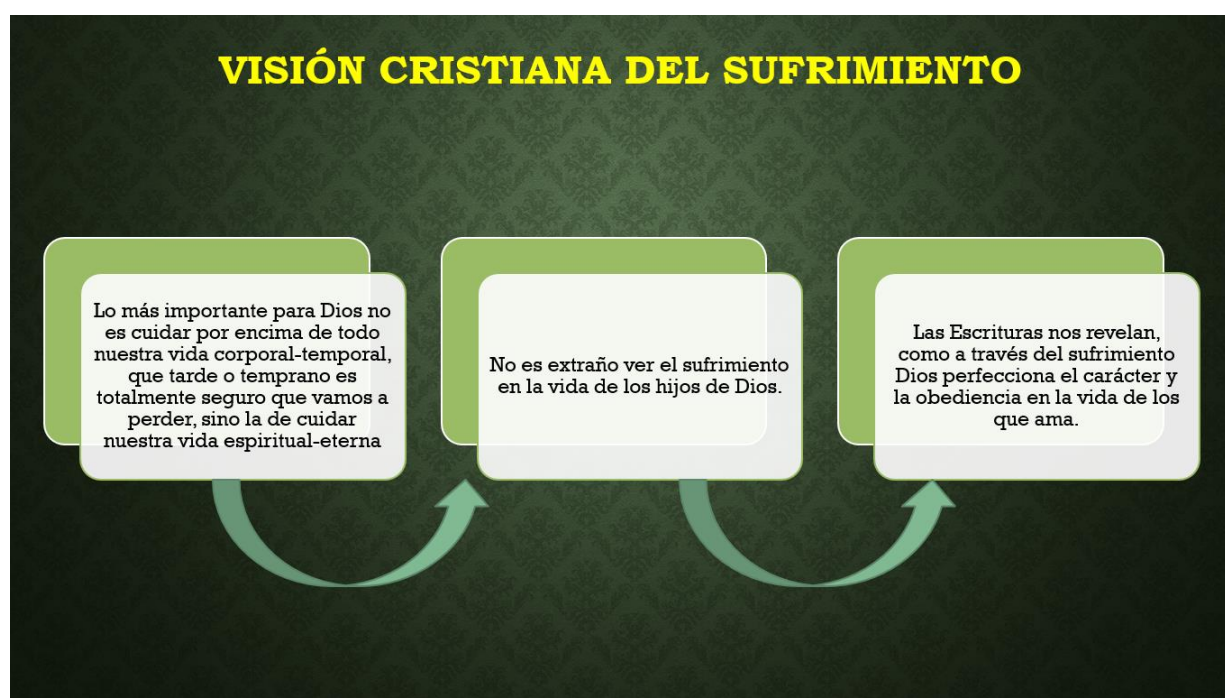 VISIÓN CRISTIANA DEL SUFRIMIENTO
Lo más importante para Dios no
es cuidar por encima de todo
nuestra vida corporal-temporal,
que tarde o temprano es
totalmente seguro que vamos a
perder, sino la de cuidar
nuestra vida espiritual-eterna
No es extraño ver el sufrimiento
en la vida de los hijos de Dios.
Las Escrituras nos revelan,
como a través del sufrimiento
Dios perfecciona el carácter y
la obediencia en la vida de los
que ama.